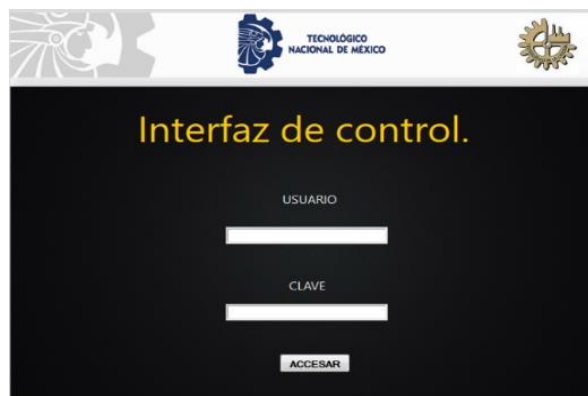 TECNOLÓGICO
NACIONAL DE MÉXICO
Interfaz de control.
USUARIO
CLAVE
ACCESAR